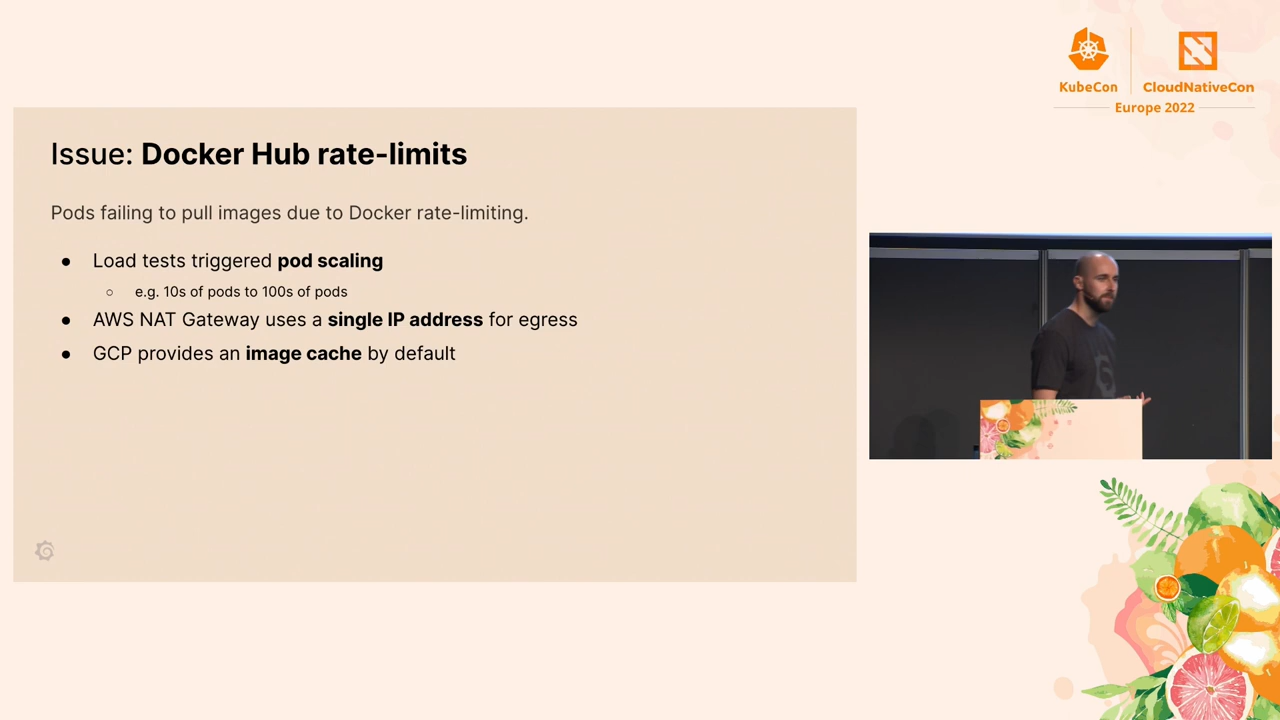 KubeCon
CloudNativeCon
Europe 2022
Issue: Docker Hub rate-limits
Pods failing to pull images due to Docker rate-limiting.
● Load tests triggered pod scaling
○ e.g. 10s of pods to 100s of pods
● AWS NAT Gateway uses a single IP address for egress
● GCP provides an image cache by default